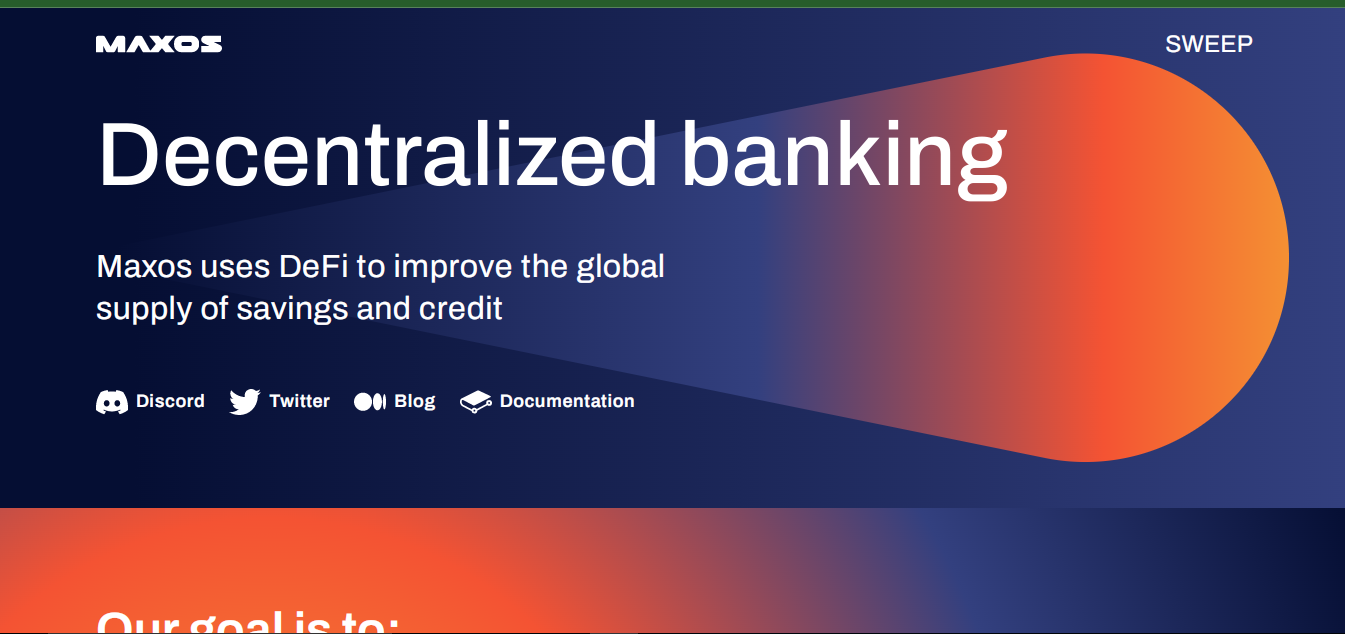 MAXOS
SWEEP
Decentralized banking
Maxos uses DeFi to improve the global
supply of savings and credit
Discord Twitter Blog Documentation
Our goal is to: